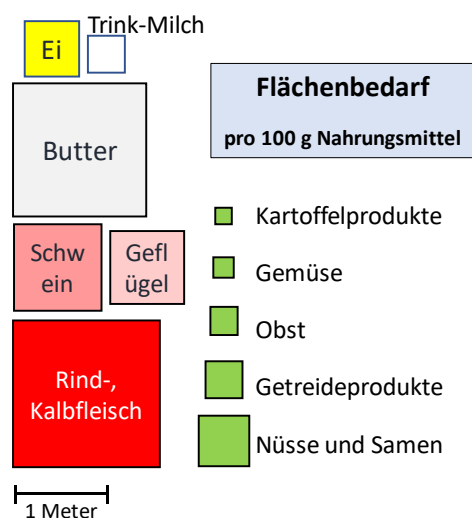 Trink-Milch
Ei
Flächenbedarf
pro 100 g Nahrungsmittel
Butter
Kartoffelprodukte
Schw
ein
Gefl
ügel
Gemüse
Obst
Rind-,
Kalbfleisch
Getreideprodukte
Nüsse und Samen
1 Meter